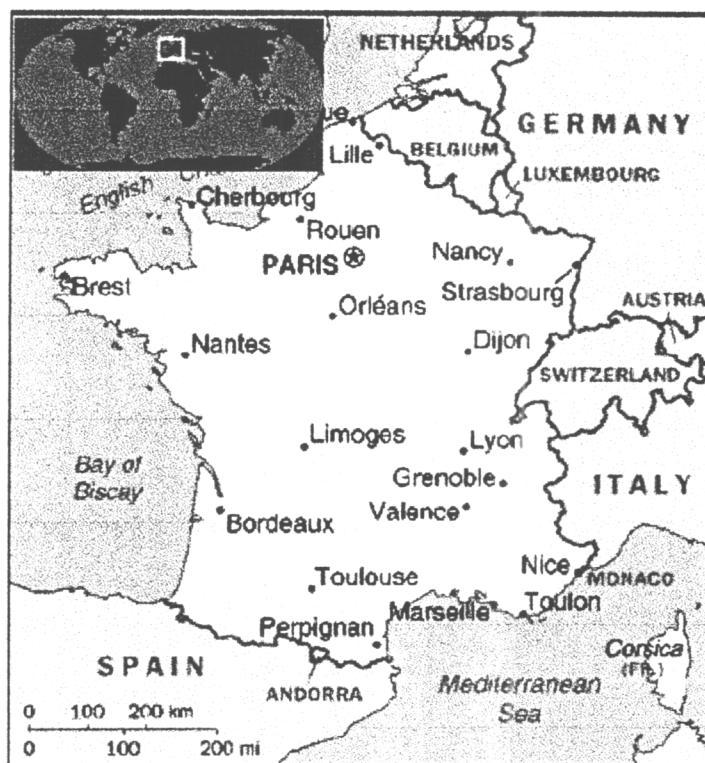 NETHERLANDS
ue
Lille
BELGIUM
GERMANY
LUXEMBOURG
English
Cherbourg
Rouen
PARIS
Nancy
Strasbourg
Brest
Orléans
AUSTRIA
Nantes
Dijon
SWITZERLAND
Limoges
Lyon
Bay of
Biscay
Grenoble
ITALY
Valence
Bordeaux
Nice
MONACO
Toulouse
Marseille
Toulon
Perpignan
Corsica
(FR.)
SPAIN
ANDORRA
Mediterranean
Sea
0 100 200 km
0 100 200 mi